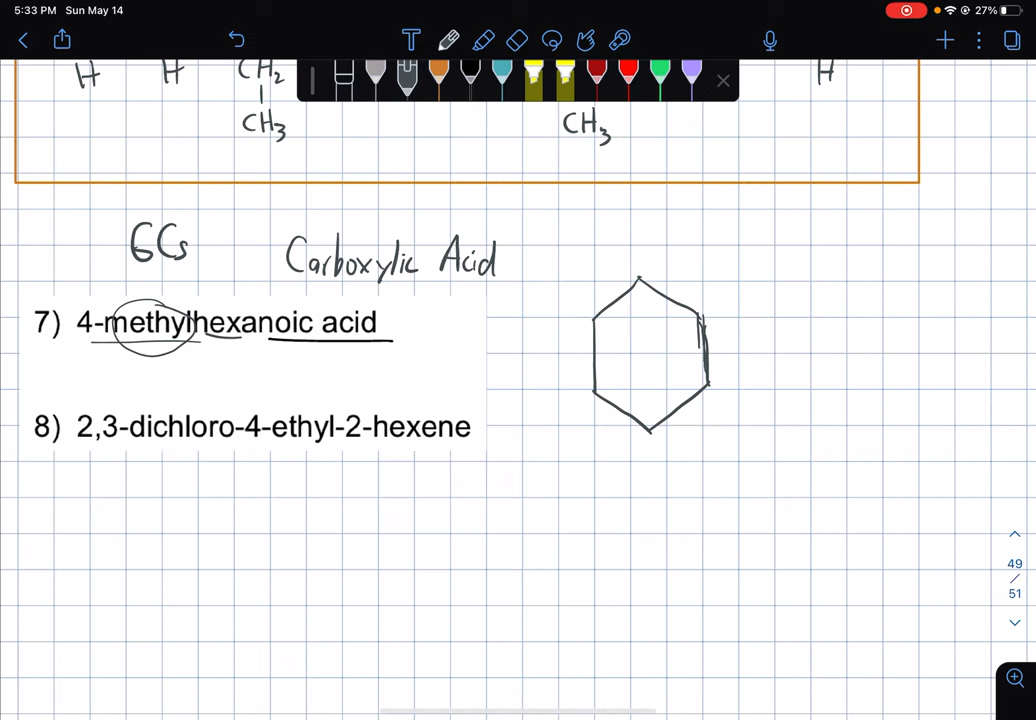 5:33 PM Sun May 14
27%
T
H H CH2 H
CH3 CH3
6Cs Carboxylic Acid
7) 4-methylhexanoic acid
8) 2,3-dichloro-4-ethyl-2-hexene
49
/
51